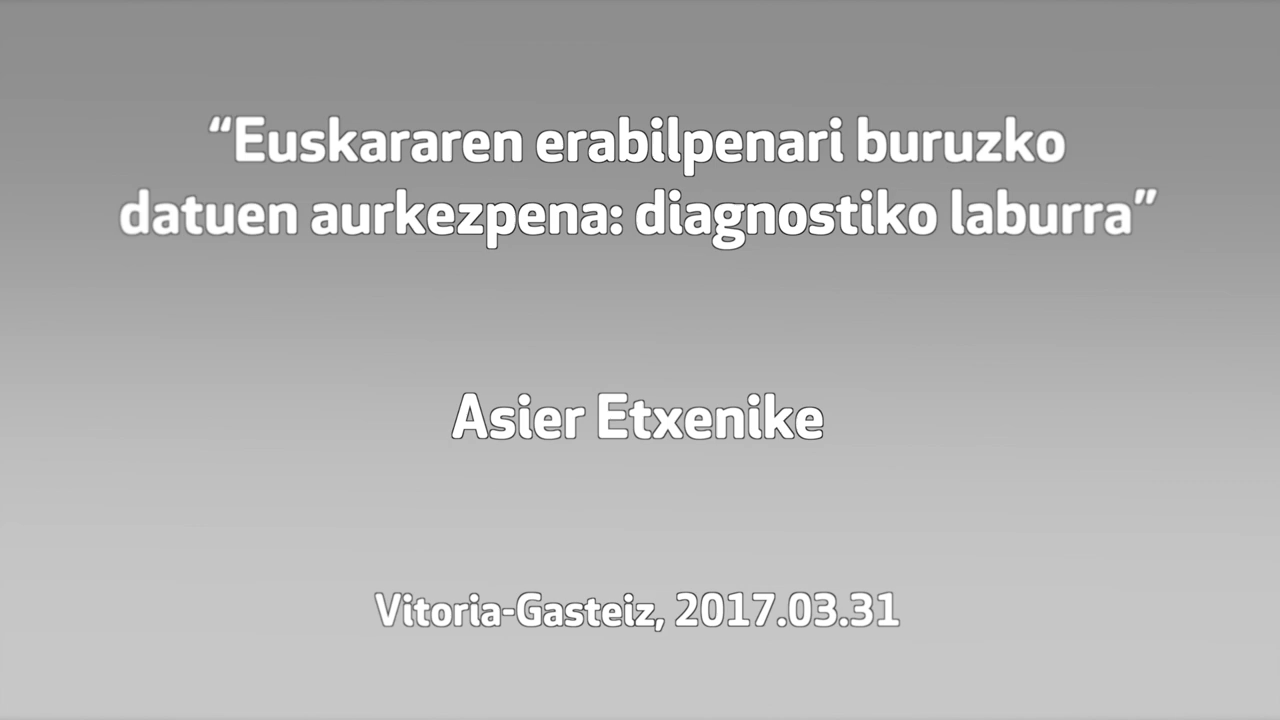 “Euskararen erabilpenari buruzko
datuen aurkezpena: diagnostiko laburra”
Asier Etxenike
Vitoria-Gasteiz, 2017.03.31